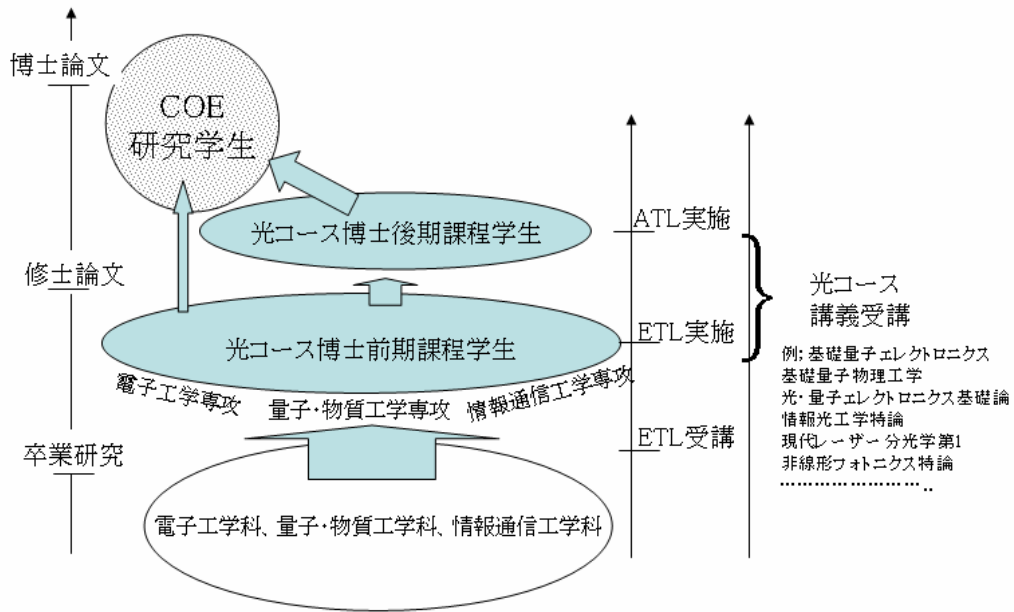 博士論文
COE
研究学生
光コース博士後期課程学生
ATL実施
修士論文
光コース
講義受講
光コース博士前期課程学生
ETL実施
例;基礎量子エレクトロニクス
基礎量子物理工学
光・量子エレクトロニクス基礎論
情報光工学特論
現代レーザー分光学第1
非線形フォトニクス特論
…………………‥
電子工学専攻
量子・物質工学専攻
情報通信工学専攻
ETL受講
卒業研究
電子工学科、量子・物質工学科、情報通信工学科